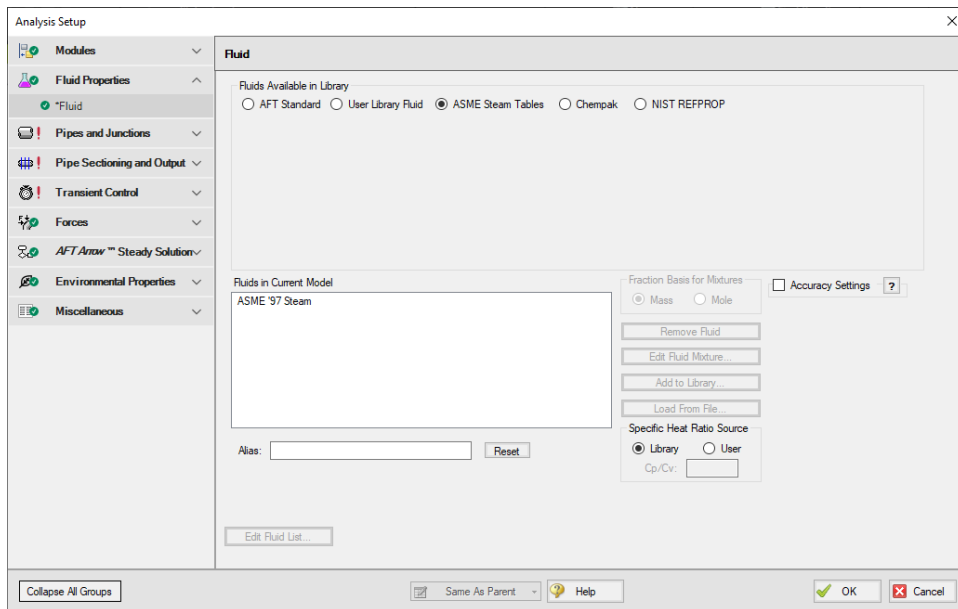 Analysis Setup
Modules
Fluid Properties
*Fluid
Pipes and Junctions
Pipe Sectioning and Output
Transient Control
Forces
AFT Arrow ™ Steady Solution
Environmental Properties
Miscellaneous
Fluid
Fluids Available in Library
AFT Standard
User Library Fluid
ASME Steam Tables
Chempak
NIST REFPROP
Fluids in Current Model
ASME '97 Steam
Fraction Basis for Mixtures
Mass
Mole
Accuracy Settings
?
Remove Fluid
Edit Fluid Mixture...
Add to Library...
Load From File...
Alias:
Reset
Specific Heat Ratio Source
Library
User
Cp/Cv:
Edit Fluid List...
Collapse All Groups
Same As Parent
Help
OK
Cancel